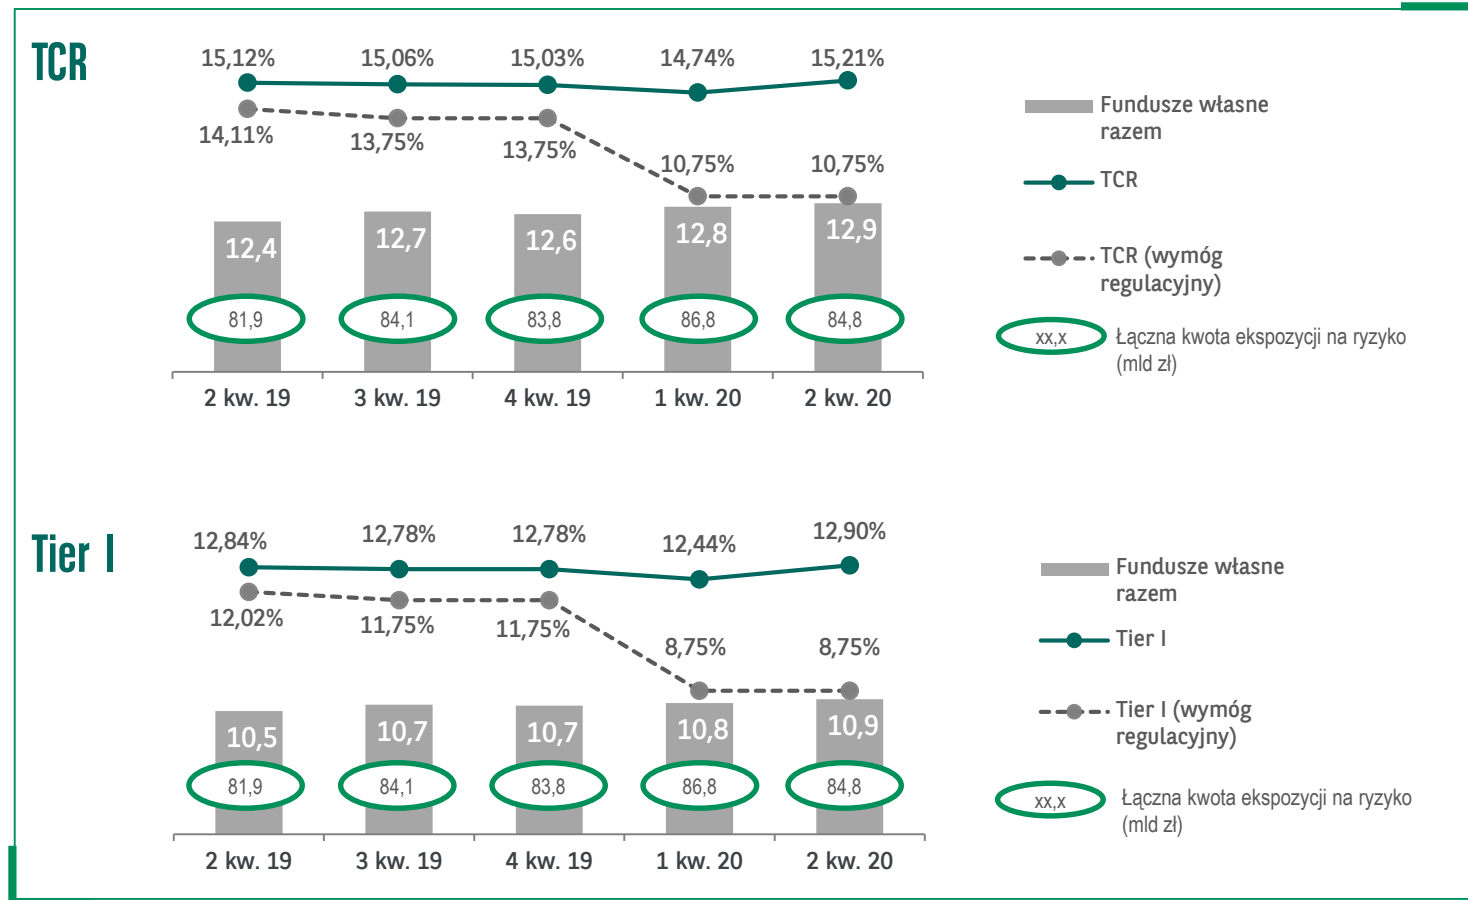 TCR
15,12%
15,06%
15,03%
14,74%
15,21%
14,11%
13,75%
13,75%
10,75%
10,75%
12,4
12,7
12,6
12,8
12,9
81,9
84,1
83,8
86,8
84,8
2 kw. 19
3 kw. 19
4 kw. 19
1 kw. 20
2 kw. 20
Fundusze własne
razem
TCR
TCR (wymóg
regulacyjny)
xx,x
Łączna kwota ekspozycji na ryzyko
(mld zł)
Tier I
12,84%
12,78%
12,78%
12,44%
12,90%
12,02%
11,75%
11,75%
8,75%
8,75%
10,5
10,7
10,7
10,8
10,9
81,9
84,1
83,8
86,8
84,8
2 kw. 19
3 kw. 19
4 kw. 19
1 kw. 20
2 kw. 20
Fundusze własne
razem
Tier I
Tier I (wymóg
regulacyjny)
xx,x
Łączna kwota ekspozycji na ryzyko
(mld zł)